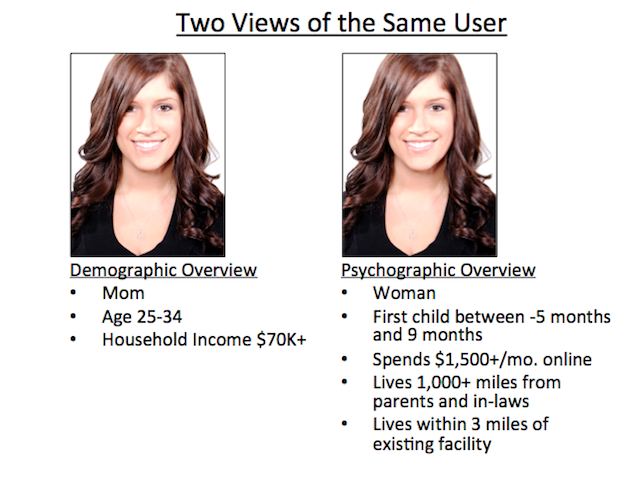 Two Views of the Same User
Demographic Overview
• Mom
• Age 25-34
• Household Income $70K+
Psychographic Overview
• Woman
• First child between -5 months
and 9 months
• Spends $1,500+/mo. online
• Lives 1,000+ miles from
parents and in-laws
• Lives within 3 miles of
existing facility